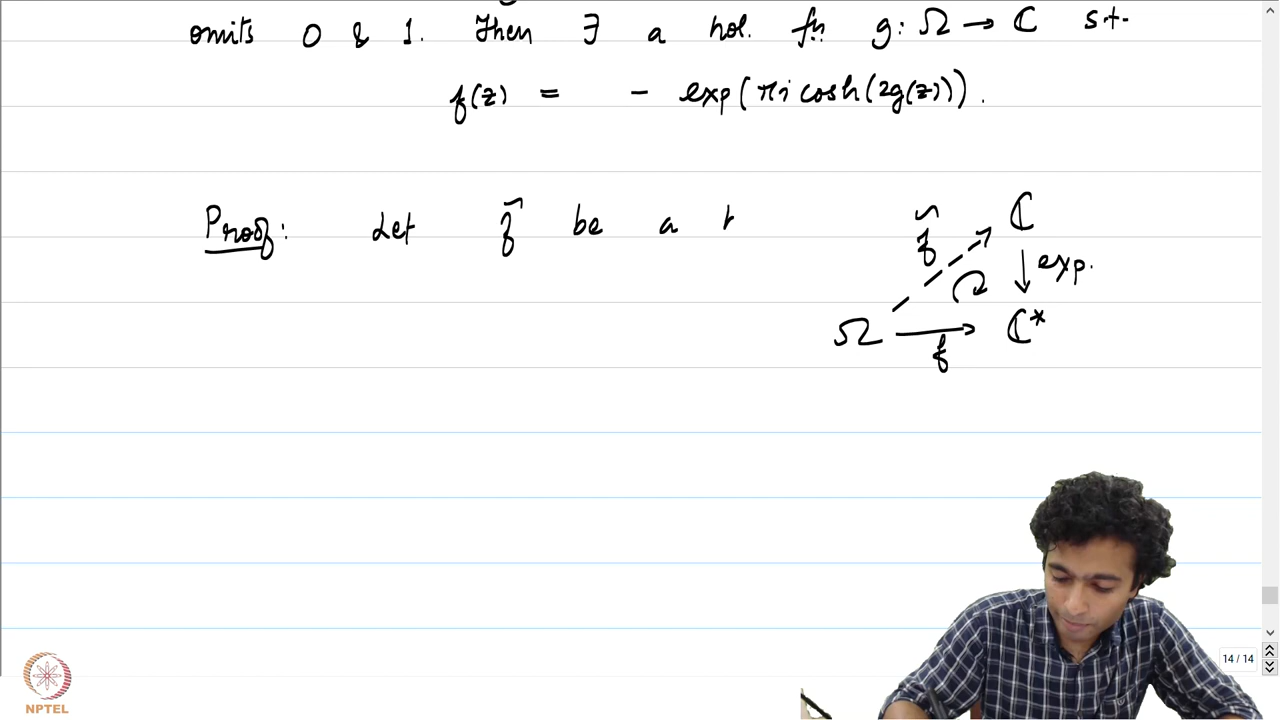 omits 0 & 1. Then ∃ a hol. fn. g: Ω → ℂ s.t.
f(z) = - exp(πi cosh(2g(z))).
Proof: Let f̃ be a
f̃ ℂ
exp.
Ω → ℂ*
f
14 / 14
NPTEL